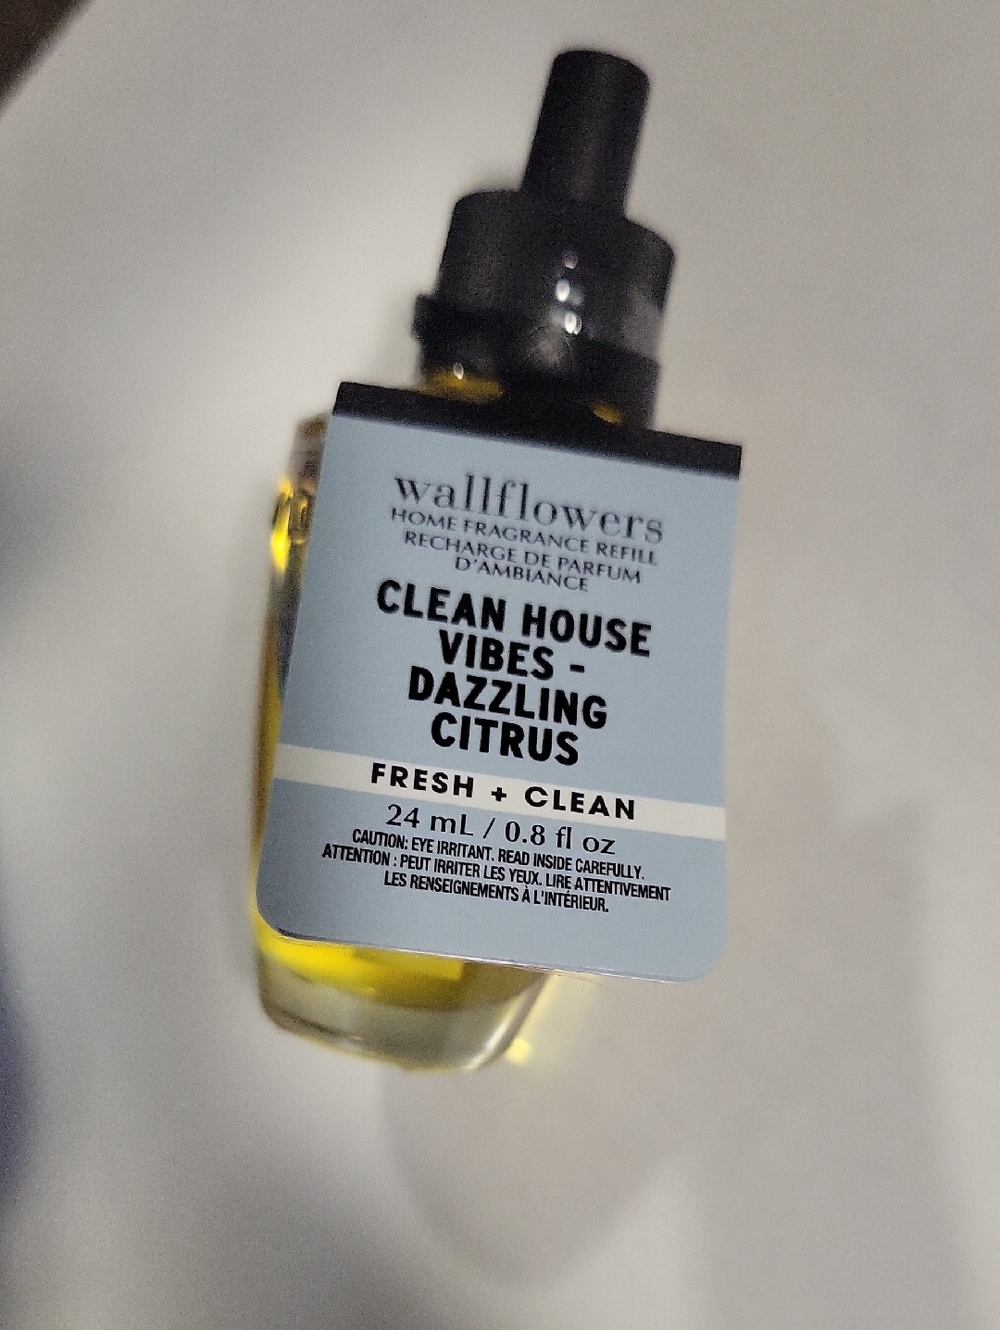 wallflowers
HOME FRAGRANCE REFILL
RECHARGE DE PARFUM
D'AMBIANCE
CLEAN HOUSE
VIBES -
DAZZLING
CITRUS
FRESH + CLEAN
24 mL / 0.8 fl oz
CAUTION: EYE IRRITANT. READ INSIDE CAREFULLY.
ATTENTION : PEUT IRRITER LES YEUX. LIRE ATTENTIVEMENT
LES RENSEIGNEMENTS À L'INTÉRIEUR.